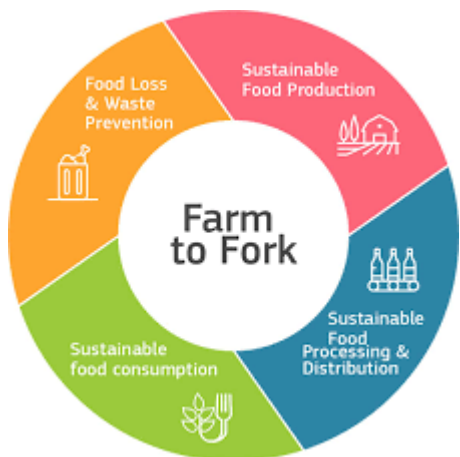 Food Loss
& Waste
Prevention
Sustainable
Food Production
Farm
to Fork
Sustainable
Food
Processing &
Distribution
Sustainable
food consumption